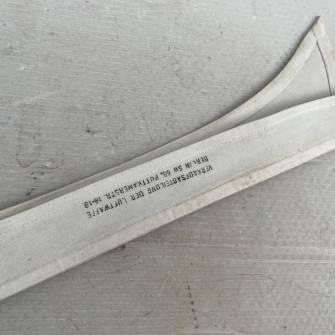 VERKAUFSABTEILUNG DER LUFTWAFFE
BERLIN SW 68, PUTTKAMERSTR. 16-18